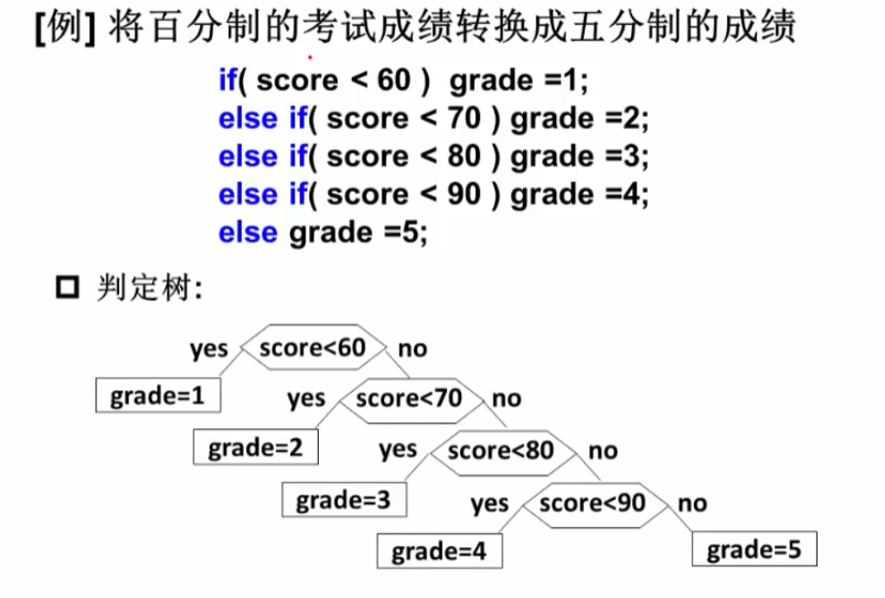 [例] 将百分制的考试成绩转换成五分制的成绩
if( score < 60 ) grade =1;
else if( score < 70 ) grade =2;
else if( score < 80 ) grade =3;
else if( score < 90 ) grade =4;
else grade =5;
判定树:
yes score<60 no
grade=1 yes score<70 no
grade=2 yes score<80 no
grade=3 yes score<90 no
grade=4 grade=5